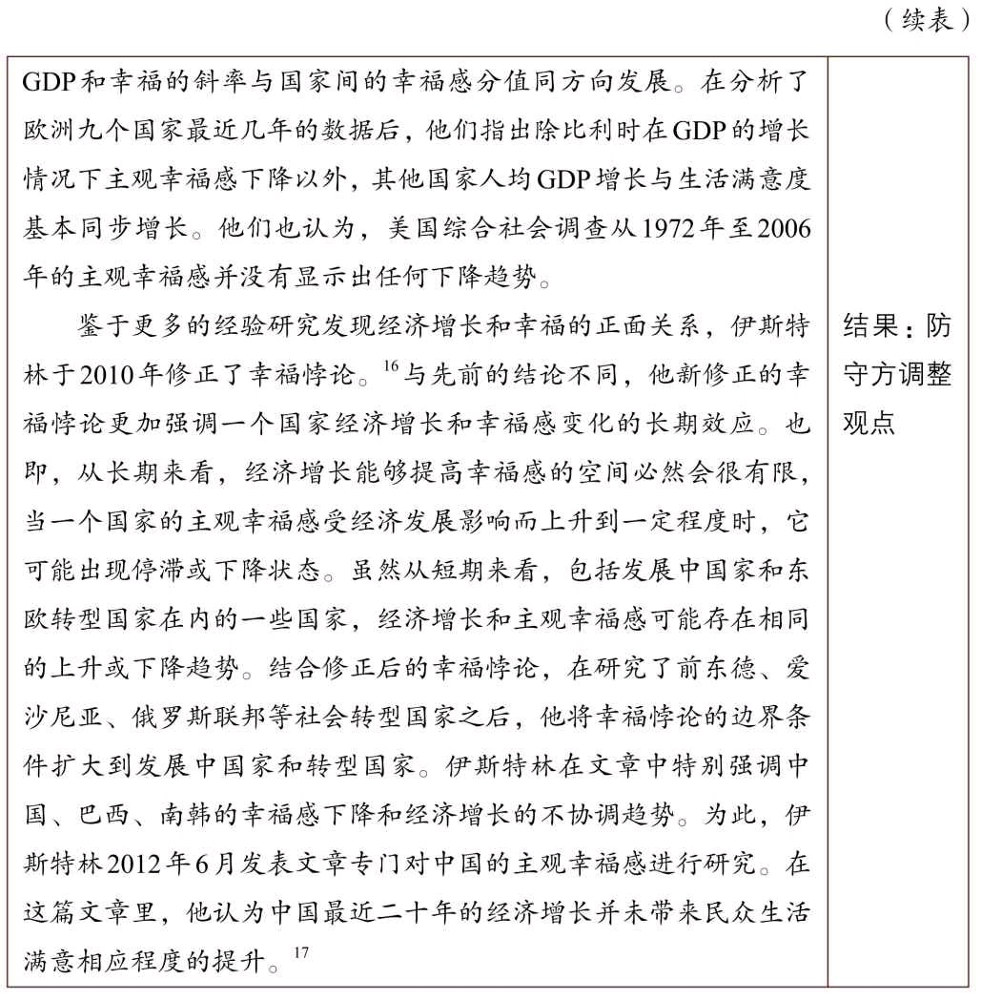 （续表）
GDP和幸福的斜率与国家间的幸福感分值同方向发展。在分析了
欧洲九个国家最近几年的数据后，他们指出除比利时在GDP的增长
情况下主观幸福感下降以外，其他国家人均GDP增长与生活满意度
基本同步增长。他们也认为，美国综合社会调查从1972年至2006
年的主观幸福感并没有显示出任何下降趋势。
鉴于更多的经验研究发现经济增长和幸福的正面关系，伊斯特
林于2010年修正了幸福悖论。16与先前的结论不同，他新修正的幸
福悖论更加强调一个国家经济增长和幸福感变化的长期效应。也
即，从长期来看，经济增长能够提高幸福感的空间必然会很有限，
当一个国家的主观幸福感受经济发展影响而上升到一定程度时，它
可能出现停滞或下降状态。虽然从短期来看，包括发展中国家和东
欧转型国家在内的一些国家，经济增长和主观幸福感可能存在相同
的上升或下降趋势。结合修正后的幸福悖论，在研究了前东德、爱
沙尼亚、俄罗斯联邦等社会转型国家之后，他将幸福悖论的边界条
件扩大到发展中国家和转型国家。伊斯特林在文章中特别强调中
国、巴西、南韩的幸福感下降和经济增长的不协调趋势。为此，伊
斯特林2012年6月发表文章专门对中国的主观幸福感进行研究。在
这篇文章里，他认为中国最近二十年的经济增长并未带来民众生活
满意相应程度的提升。17
结果：防
守方调整
观点